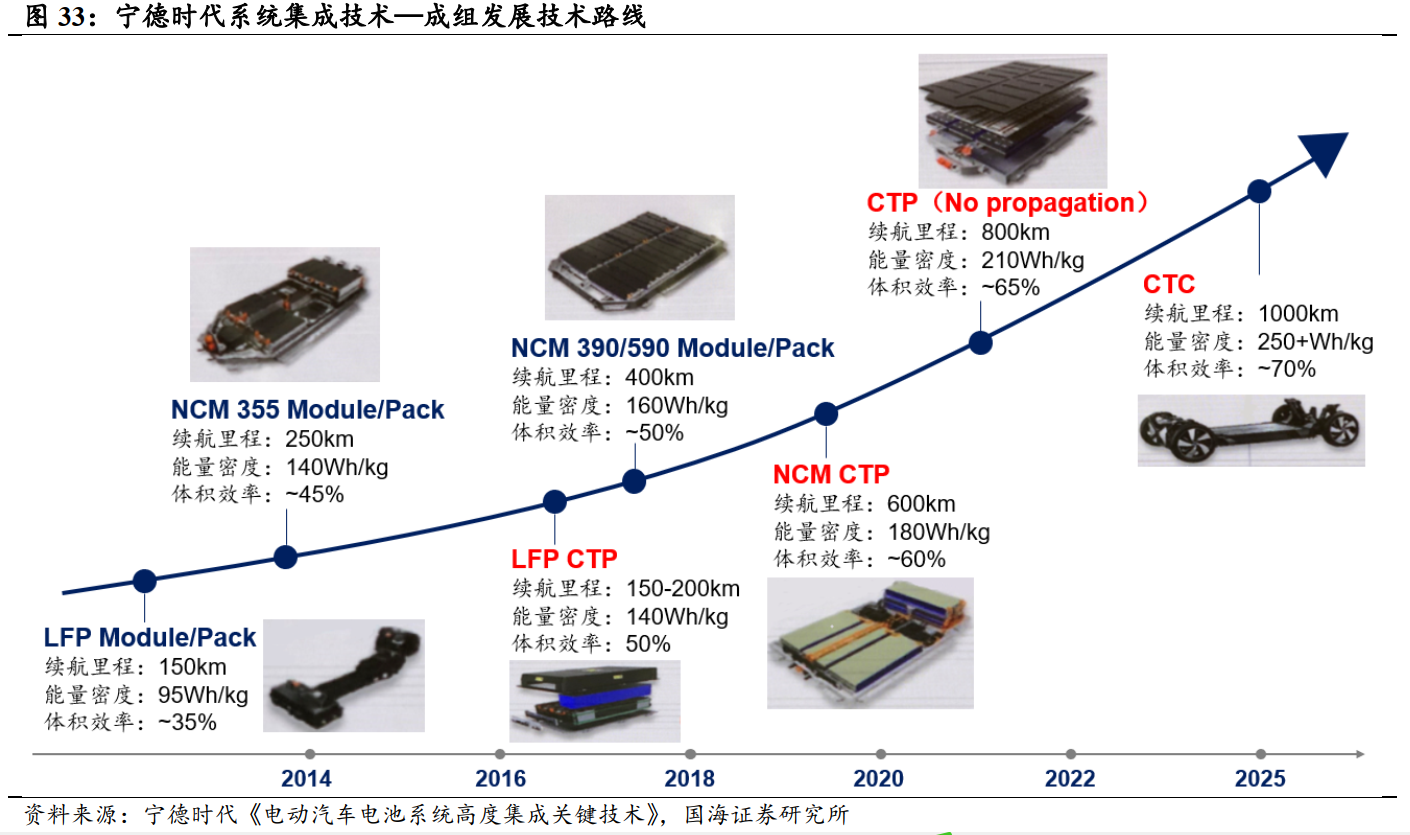 图 33：宁德时代系统集成技术—成组发展技术路线
CTP（No propagation）
续航里程：800km
能量密度：210Wh/kg
体积效率：~65%
CTC
续航里程：1000km
能量密度：250+Wh/kg
体积效率：~70%
NCM 390/590 Module/Pack
续航里程：400km
能量密度：160Wh/kg
体积效率：~50%
NCM 355 Module/Pack
续航里程：250km
能量密度：140Wh/kg
体积效率：~45%
NCM CTP
续航里程：600km
能量密度：180Wh/kg
体积效率：~60%
LFP CTP
续航里程：150-200km
能量密度：140Wh/kg
体积效率：50%
LFP Module/Pack
续航里程：150km
能量密度：95Wh/kg
体积效率：~35%
2014 2016 2018 2020 2022 2025
资料来源：宁德时代《电动汽车电池系统高度集成关键技术》，国海证券研究所